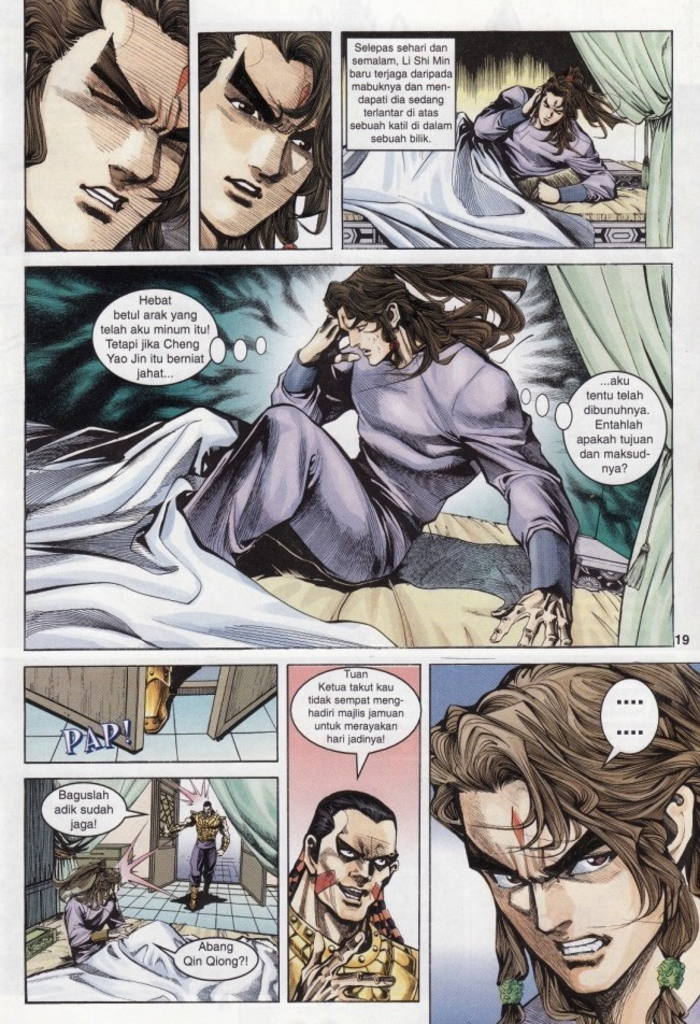 Selepas sehari dan
semalam, Li Shi Min
baru terjaga daripada
mabuknya dan men-
dapati dia sedang
terlantar di atas
sebuah katil di dalam
sebuah bilik.
Hebat
betul arak yang
telah aku minum itu!
Tetapi jika Cheng
Yao Jin itu berniat
jahat...
...aku
tentu telah
dibunuhnya.
Entahlah
apakah tujuan
dan maksud-
nya?
19
PAP!
Baguslah
adik sudah
jaga!
Abang
Qin Qiong?!
Tuan
Ketua takut kau
tidak sempat meng-
hadiri majlis jamuan
untuk merayakan
hari jadinya!
....
....